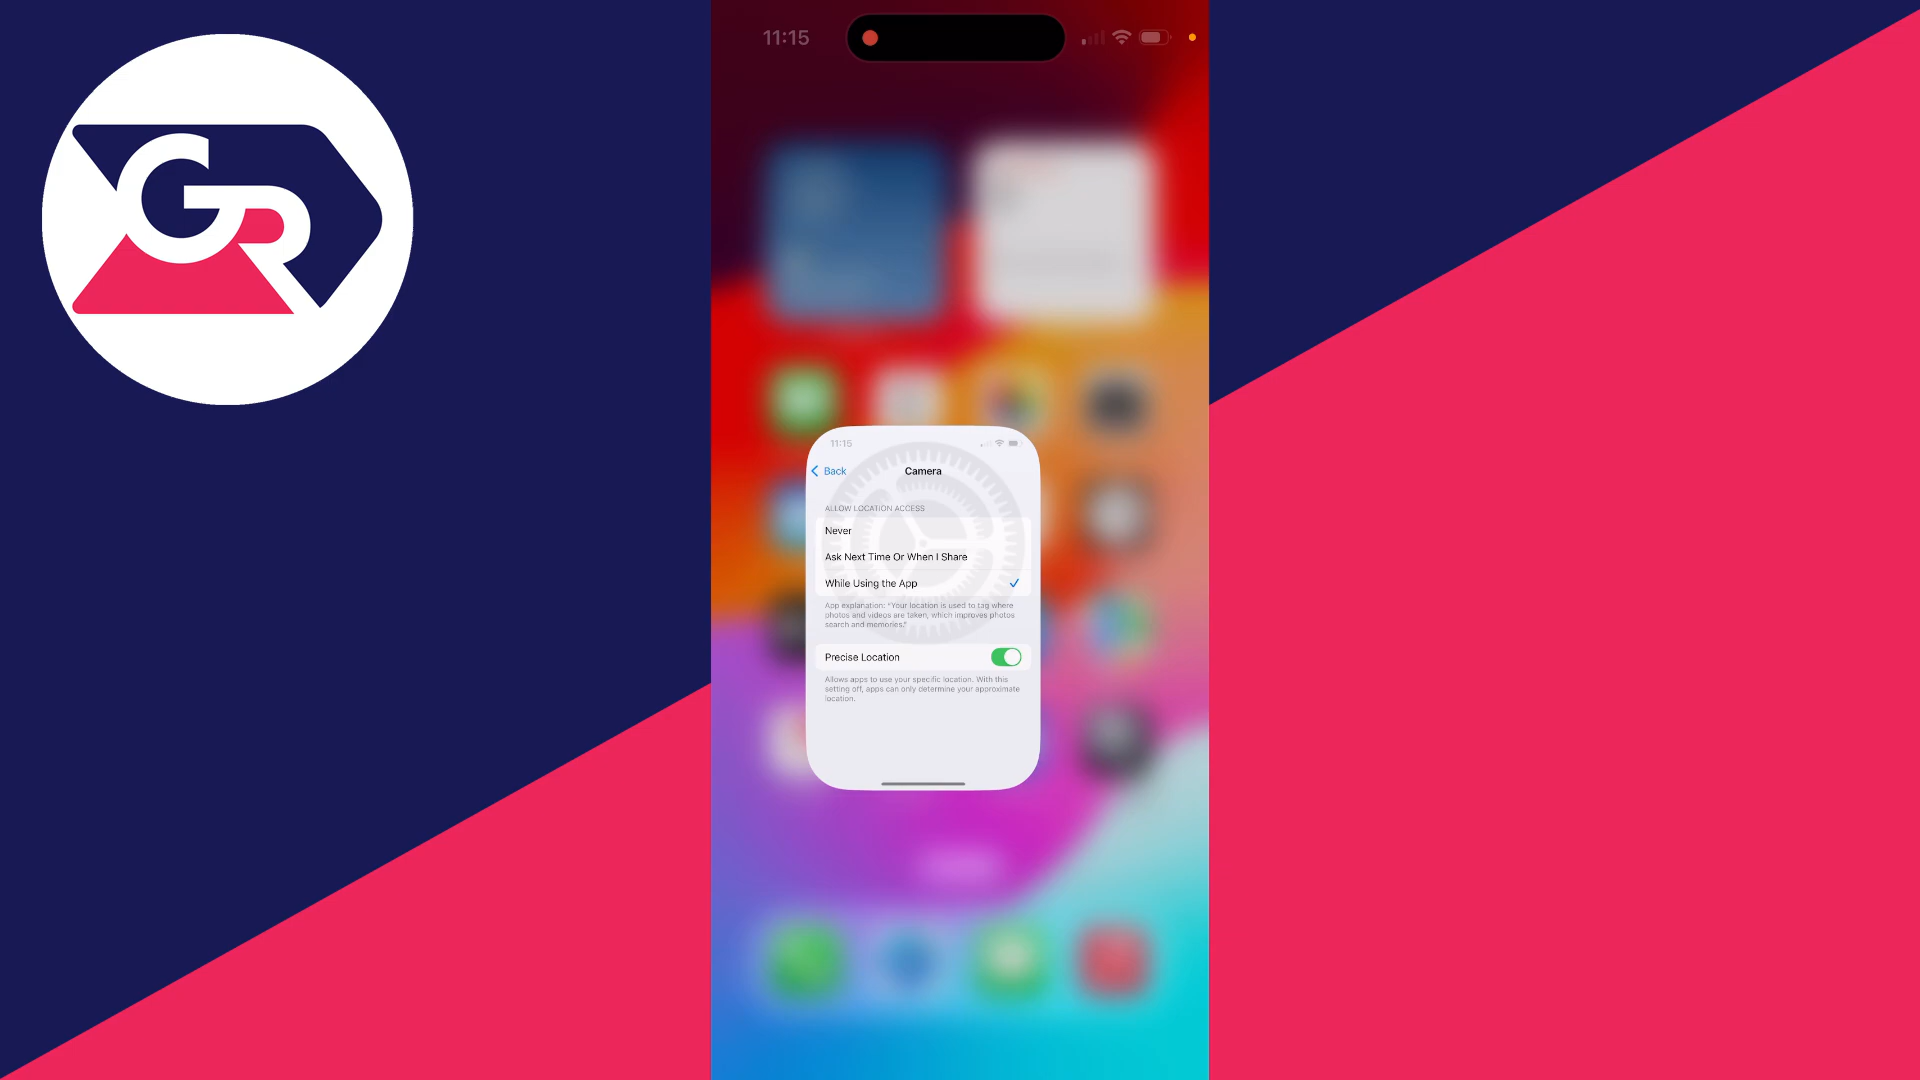 GR
11:15
11:15
Back
Camera
ALLOW LOCATION ACCESS
Never
Ask Next Time Or When I Share
While Using the App
App explanation: "Your location is used to tag where
photos and videos are taken, which improves photos
search and memories."
Precise Location
Allows apps to use your specific location. With this
setting off, apps can only determine your approximate
location.